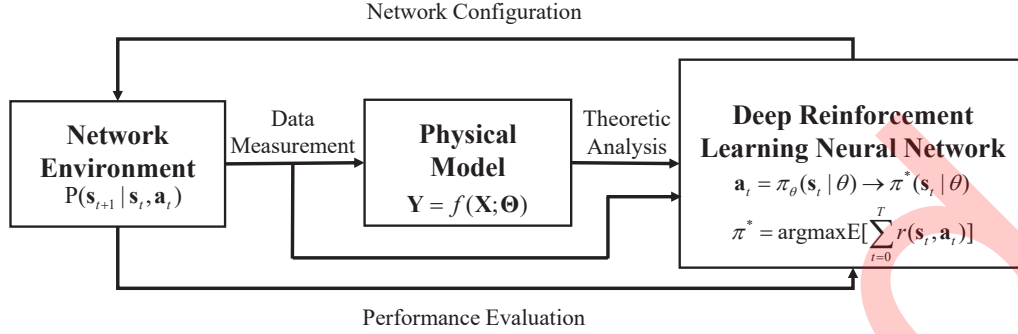 Network Configuration
Network
Environment
P(s_{t+1} | s_t, a_t)
Data
Measurement
Physical
Model
Y = f(X; Θ)
Theoretic
Analysis
Deep Reinforcement
Learning Neural Network
a_t = π_θ(s_t | θ) → π*(s_t | θ)
π* = argmaxE[∑_{t=0}^{T} r(s_t, a_t)]
Performance Evaluation